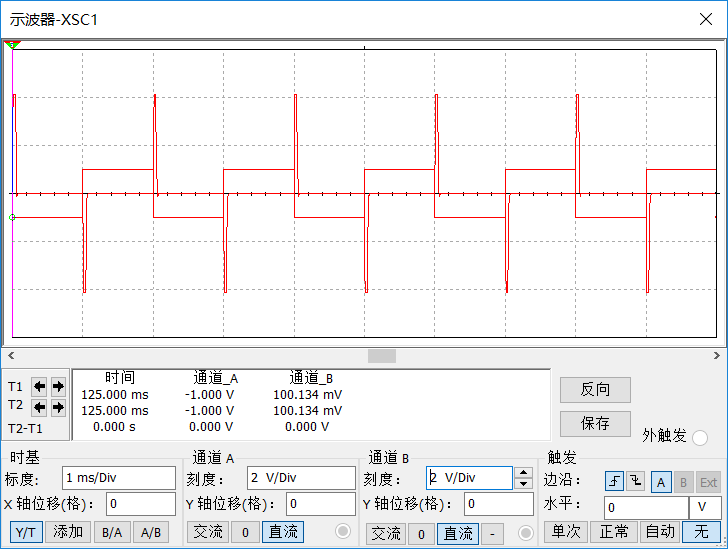 示波器-XSC1
时间 通道_A 通道_B
T1 125.000 ms -1.000 V 100.134 mV
T2 125.000 ms -1.000 V 100.134 mV
T2-T1 0.000 s 0.000 V 0.000 V
反向
保存
外触发
时基 通道 A 通道 B 触发
标度: 1 ms/Div 刻度: 2 V/Div 刻度: 2 V/Div 边沿: A B Ext
X 轴位移(格): 0 Y 轴位移(格): 0 Y 轴位移(格): 0 水平: 0 V
Y/T 添加 B/A A/B 交流 0 直流 交流 0 直流 - 单次 正常 自动 无